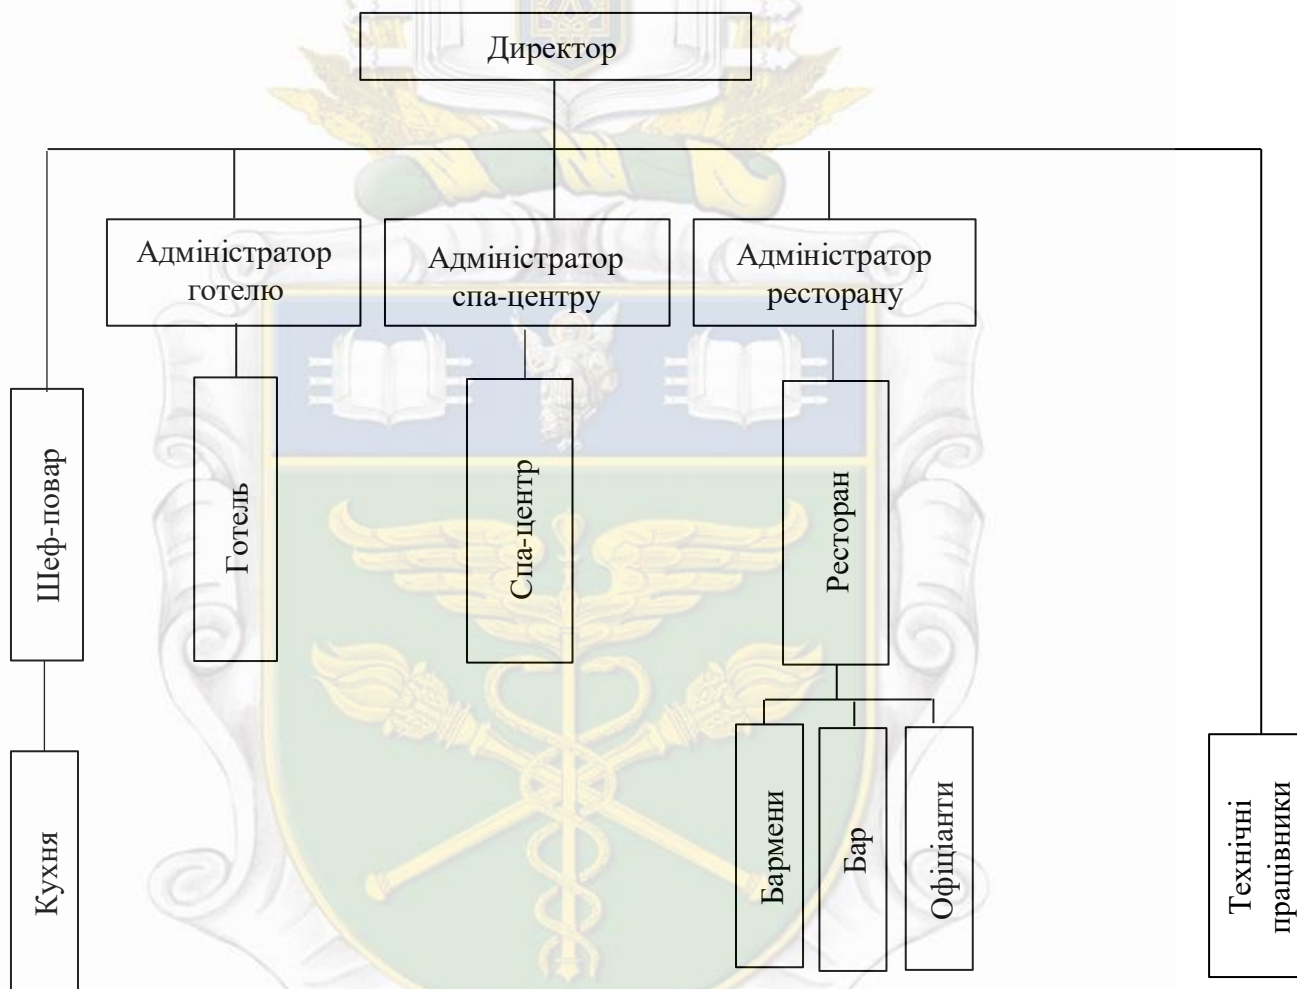 Директор
Адміністратор
готелю
Адміністратор
спа-центру
Адміністратор
ресторану
Шеф-повар
Готель
Спа-центр
Ресторан
Кухня
Бармени
Бар
Офіціанти
Технічні
працівники